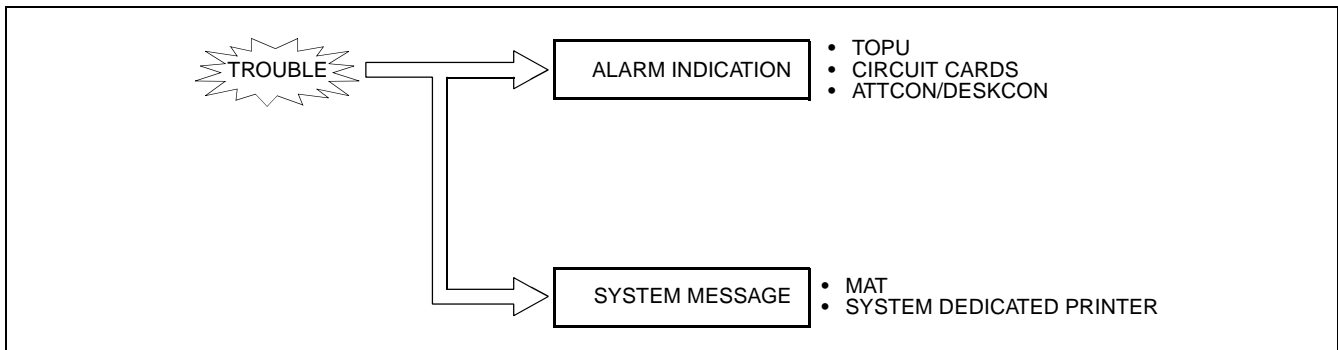 TROUBLE
ALARM INDICATION
• TOPU
• CIRCUIT CARDS
• ATTCON/DESKCON
SYSTEM MESSAGE
• MAT
• SYSTEM DEDICATED PRINTER